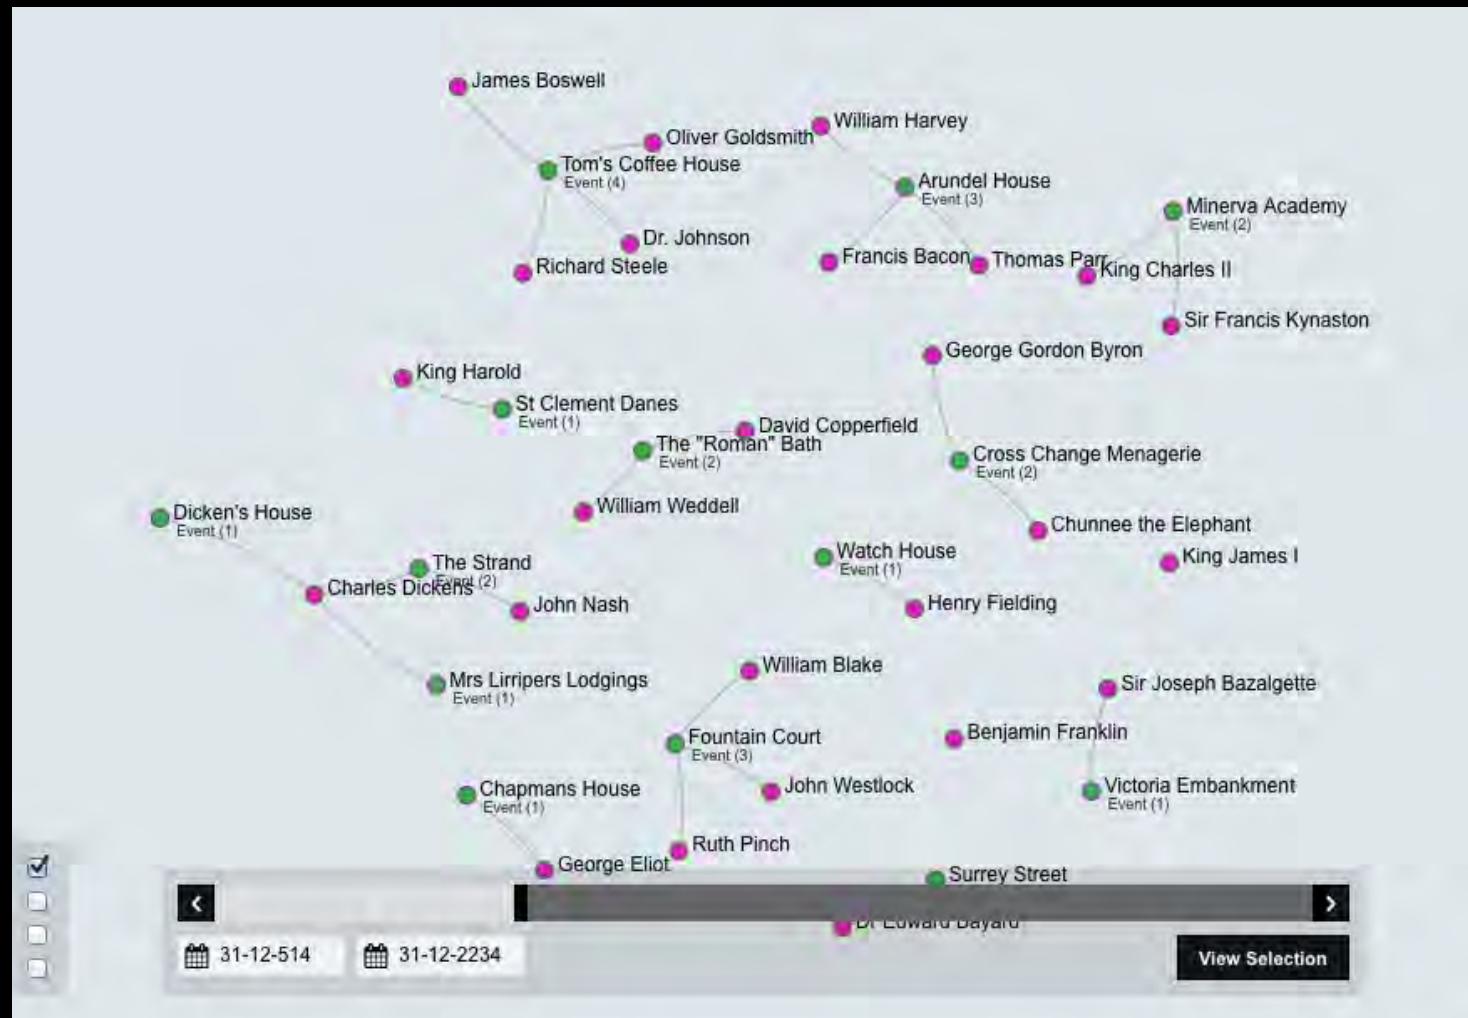 James Boswell
William Harvey
Oliver Goldsmith
Tom's Coffee House
Event (4)
Arundel House
Event (3)
Minerva Academy
Event (2)
Dr. Johnson
Richard Steele
Francis Bacon
Thomas Parr
King Charles II
Sir Francis Kynaston
George Gordon Byron
King Harold
St Clement Danes
Event (1)
David Copperfield
The "Roman" Bath
Event (2)
Cross Change Menagerie
Event (2)
William Weddell
Dicken's House
Event (1)
Chunnee the Elephant
King James I
Watch House
Event (1)
The Strand
Event (2)
Charles Dickens
John Nash
Henry Fielding
William Blake
Mrs Lirripers Lodgings
Event (1)
Sir Joseph Bazalgette
Benjamin Franklin
Fountain Court
Event (3)
John Westlock
Victoria Embankment
Event (1)
Chapmans House
Event (1)
Ruth Pinch
George Eliot
Surrey Street
Dr Edward Bayard
31-12-514
31-12-2234
View Selection